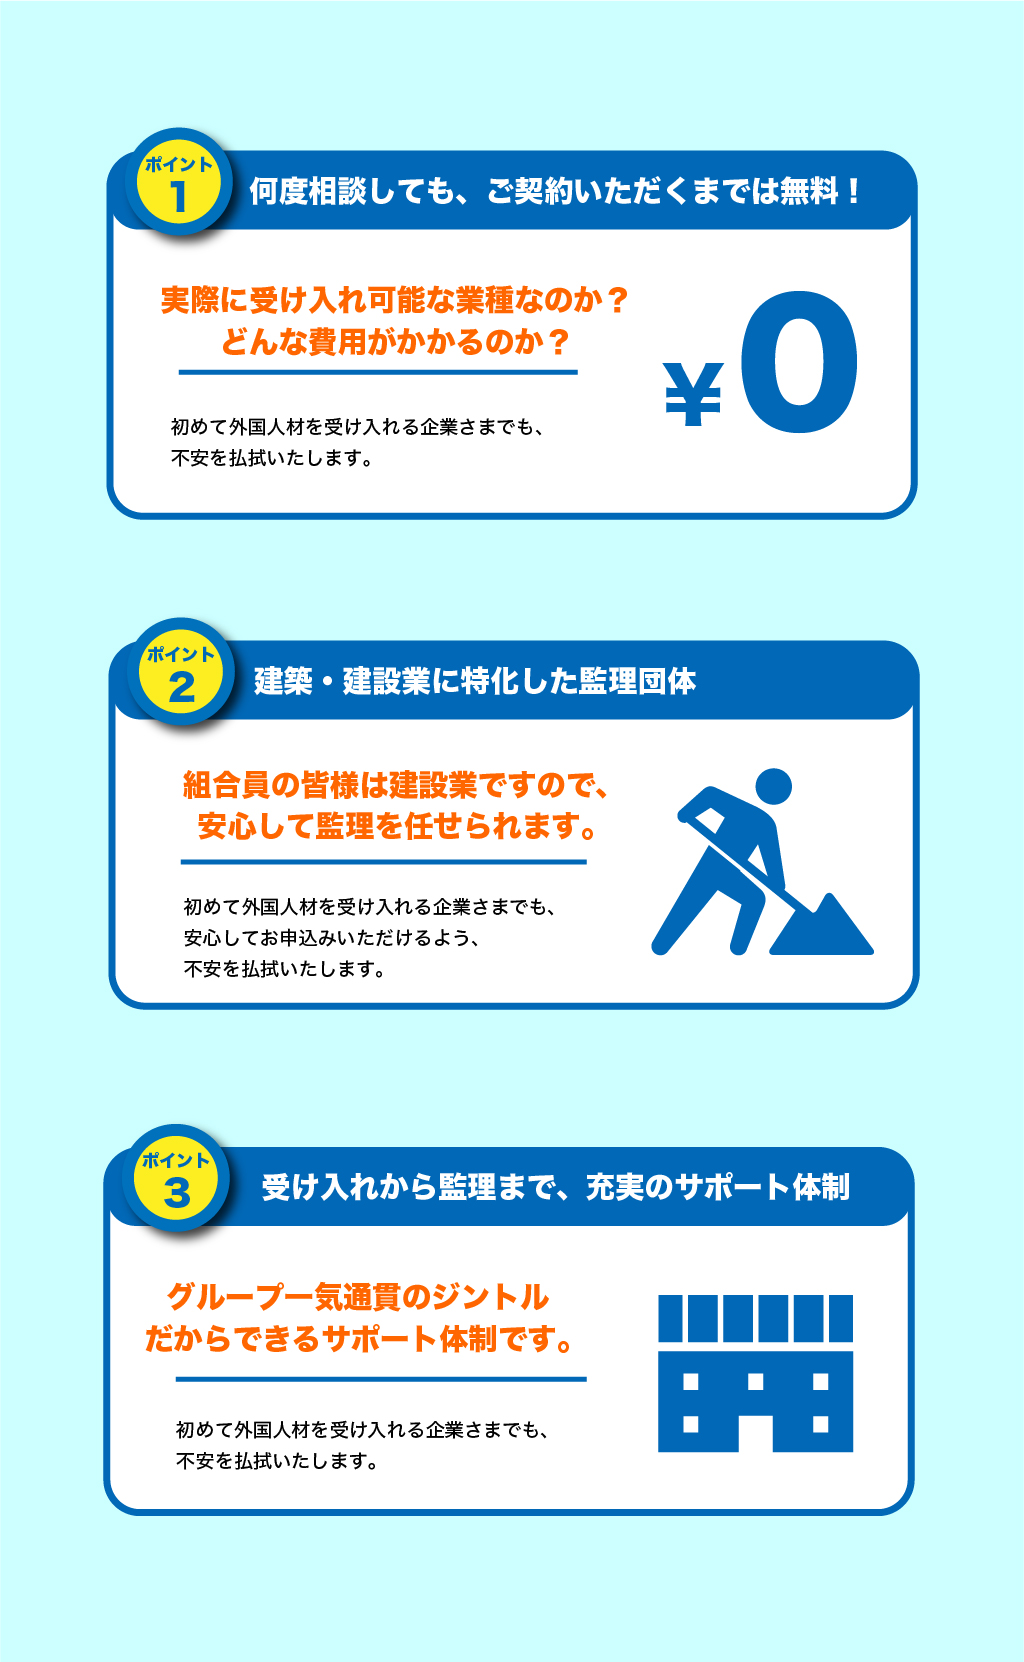 ポイント
1
何度相談しても、ご契約いただくまでは無料！
実際に受け入れ可能な業種なのか？
どんな費用がかかるのか？
¥0
初めて外国人材を受け入れる企業さまでも、
不安を払拭いたします。
ポイント
2
建築・建設業に特化した監理団体
組合員の皆様は建設業ですので、
安心して監理を任せられます。
初めて外国人材を受け入れる企業さまでも、
安心してお申込みいただけるよう、
不安を払拭いたします。
ポイント
3
受け入れから監理まで、充実のサポート体制
グループ一気通貫のジントル
だからできるサポート体制です。
初めて外国人材を受け入れる企業さまでも、
不安を払拭いたします。